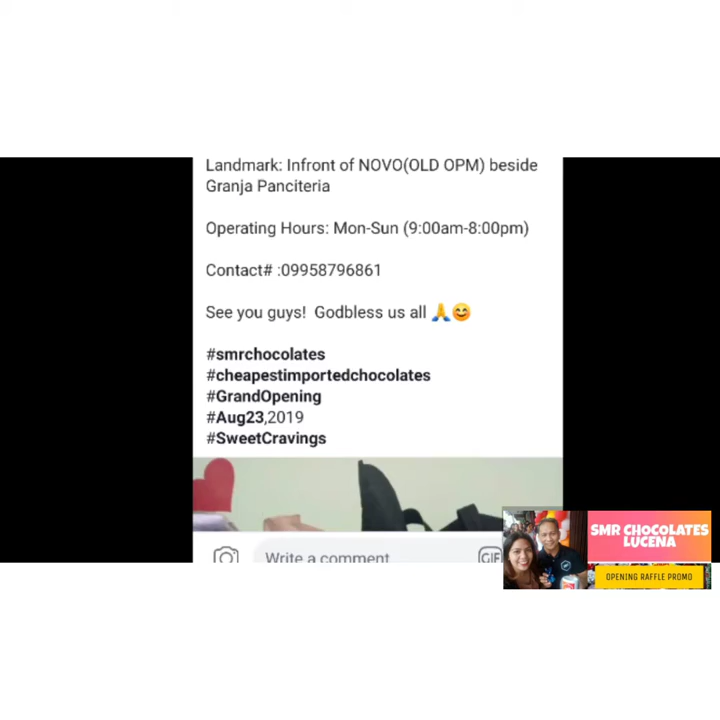 Landmark: Infront of NOVO(OLD OPM) beside
Granja Panciteria
Operating Hours: Mon-Sun (9:00am-8:00pm)
Contact# :09958796861
See you guys!  Godbless us all 🙏😊
#smrchocolates
#cheapestimportedchocolates
#GrandOpening
#Aug23,2019
#SweetCravings
Write a comment
GIF
SMR CHOCOLATES
LUCENA
OPENING RAFFLE PROMO